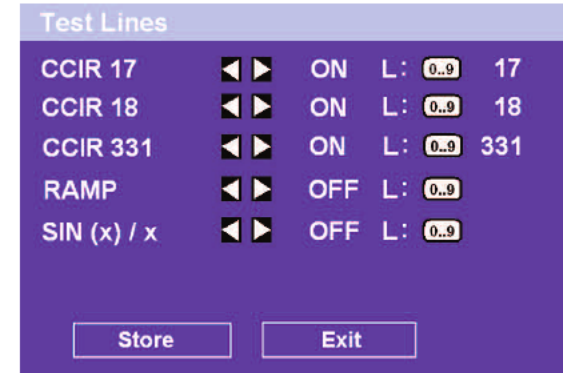 Test Lines
CCIR 17 ON L: 0..9 17
CCIR 18 ON L: 0..9 18
CCIR 331 ON L: 0..9 331
RAMP OFF L: 0..9
SIN (x) / x OFF L: 0..9
Store Exit